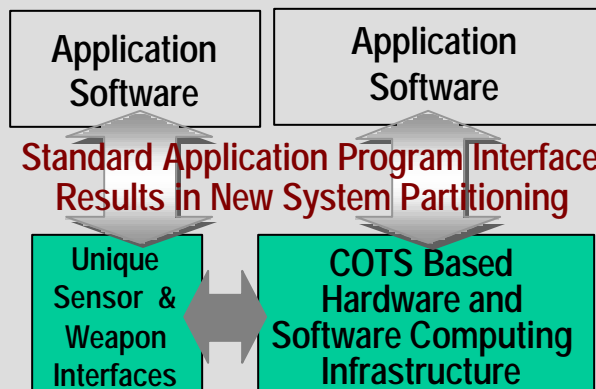 Application
Software
Application
Software
Standard Application Program Interface
Results in New System Partitioning
Unique
Sensor &
Weapon
Interfaces
COTS Based
Hardware and
Software Computing
Infrastructure